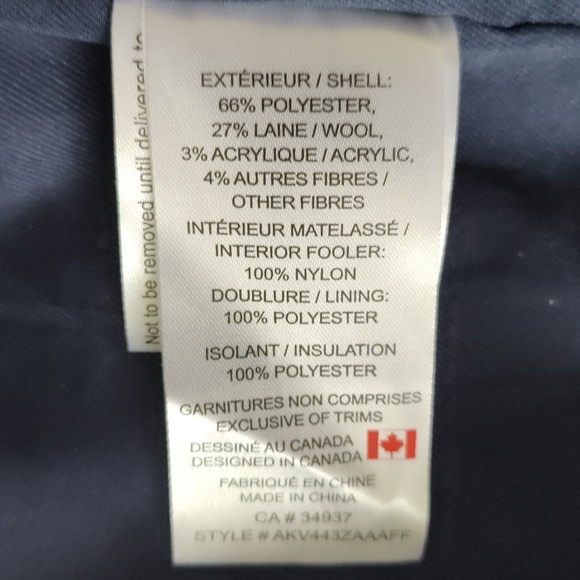 EXTÉRIEUR / SHELL:
66% POLYESTER,
27% LAINE / WOOL,
3% ACRYLIQUE / ACRYLIC,
4% AUTRES FIBRES /
OTHER FIBRES
INTÉRIEUR MATELASSÉ /
INTERIOR FOOLER:
100% NYLON
DOUBLURE / LINING:
100% POLYESTER
ISOLANT / INSULATION
100% POLYESTER
GARNITURES NON COMPRISES
EXCLUSIVE OF TRIMS
DESSINÉ AU CANADA
DESIGNED IN CANADA
FABRIQUÉ EN CHINE
MADE IN CHINA
CA # 34937
STYLE # AKV443ZAAAFF
Not to be removed until delivered to